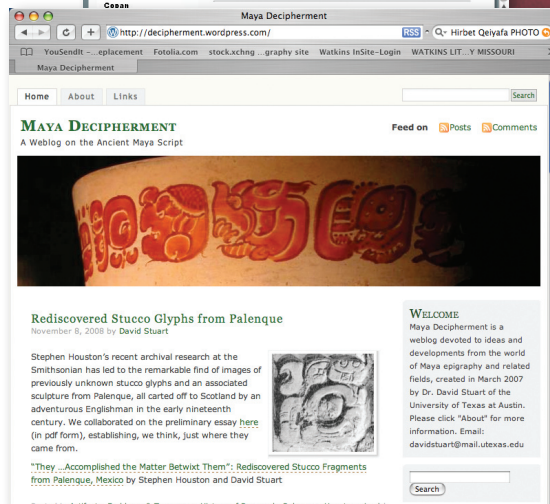 Copan
Maya Decipherment
http://decipherment.wordpress.com/
RSS
Hirbet Qeiyafa PHOTO
YouSendIt -...eplacement Fotolia.com stock.xchng ...graphy site Watkins InSite-Login WATKINS LIT...Y MISSOURI
Maya Decipherment
Home About Links
Search
MAYA DECIPHERMENT
A Weblog on the Ancient Maya Script
Feed on Posts Comments
Rediscovered Stucco Glyphs from Palenque
November 8, 2008 by David Stuart
Stephen Houston's recent archival research at the
Smithsonian has led to the remarkable find of images of
previously unknown stucco glyphs and an associated
sculpture from Palenque, all carted off to Scotland by an
adventurous Englishman in the early nineteenth
century. We collaborated on the preliminary essay here
(in pdf form), establishing, we think, just where they
came from.
"They ...Accomplished the Matter Betwixt Them": Rediscovered Stucco Fragments
from Palenque, Mexico by Stephen Houston and David Stuart
WELCOME
Maya Decipherment is a
weblog devoted to ideas and
developments from the world
of Maya epigraphy and related
fields, created in March 2007
by Dr. David Stuart of the
University of Texas at Austin.
Please click "About" for more
information. Email:
davidstuart@mail.utexas.edu
Search